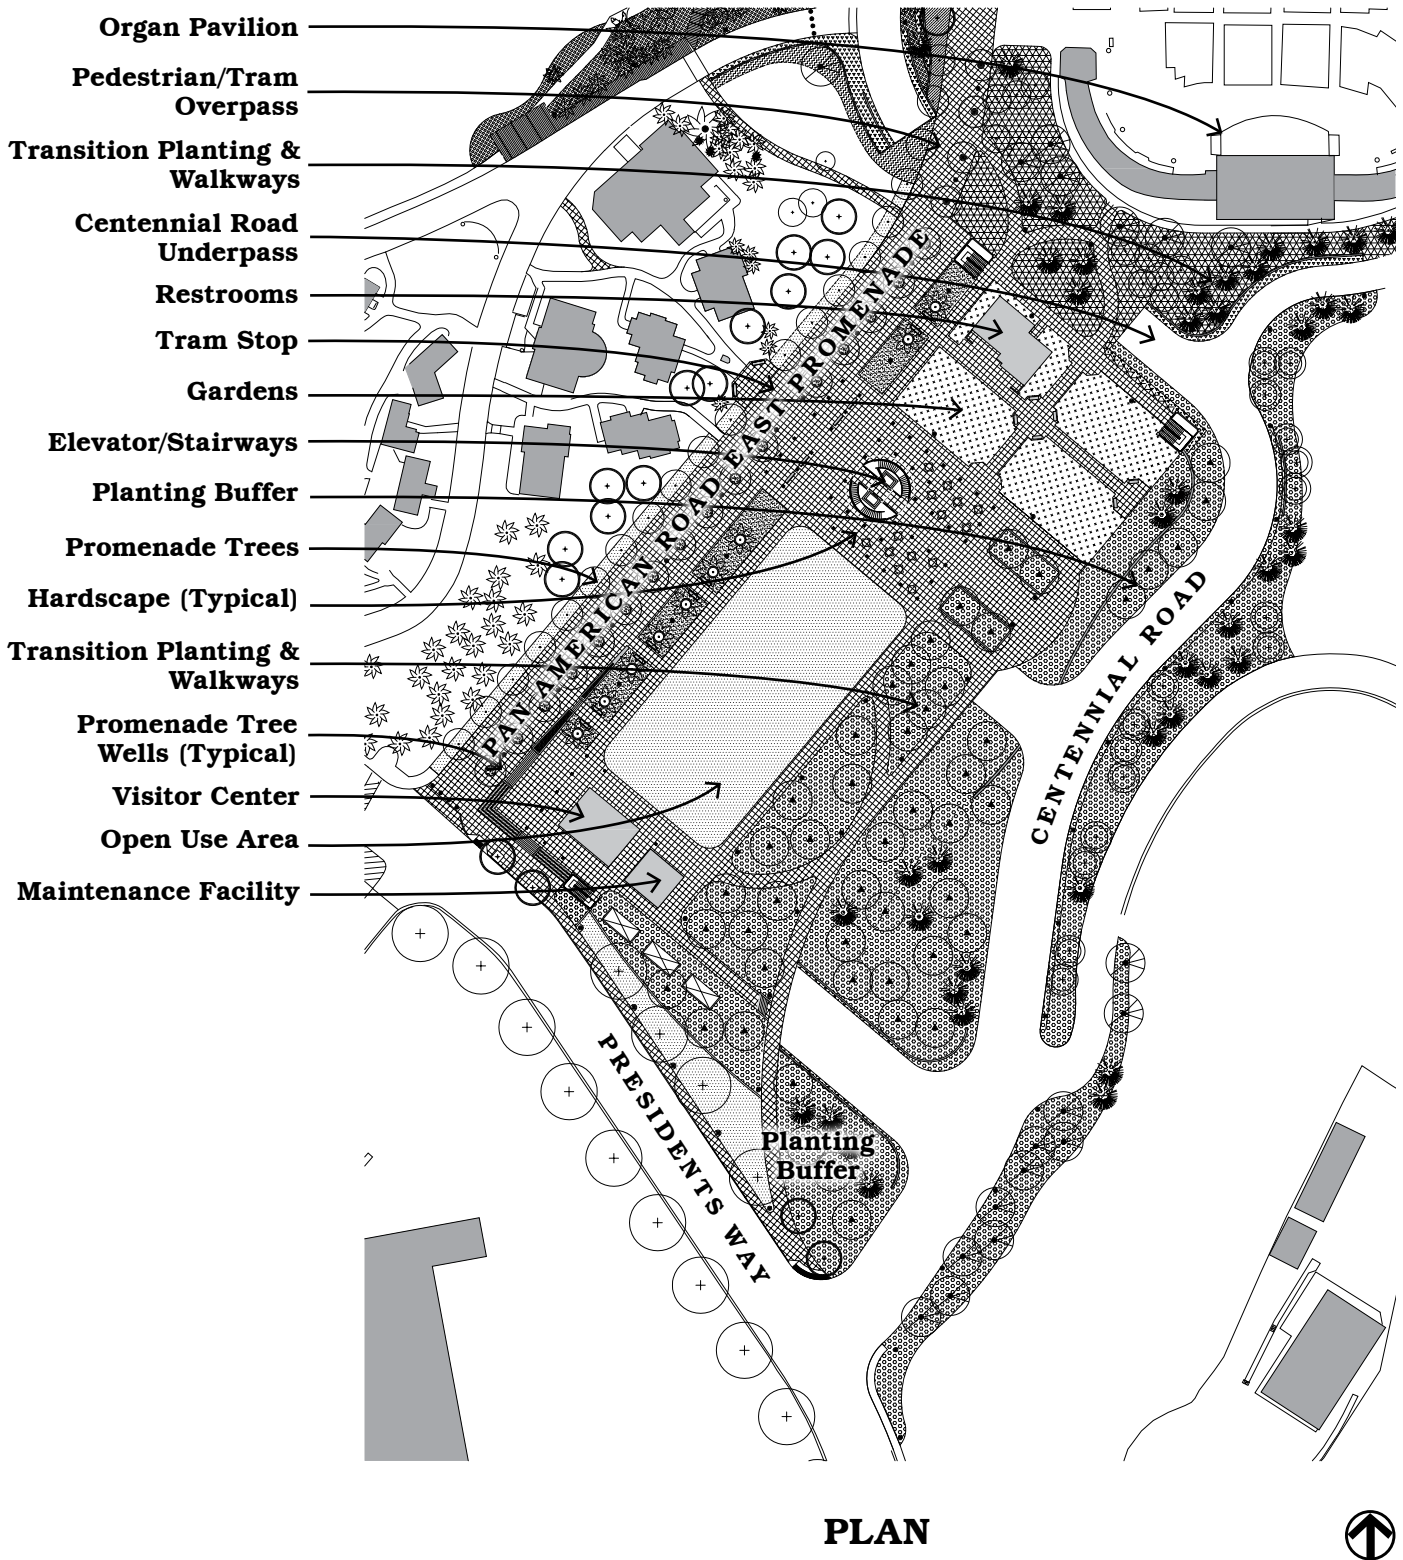 Organ Pavilion
Pedestrian/Tram
Overpass
Transition Planting &
Walkways
Centennial Road
Underpass
Restrooms
Tram Stop
Gardens
Elevator/Stairways
Planting Buffer
Promenade Trees
Hardscape (Typical)
Transition Planting &
Walkways
Promenade Tree
Wells (Typical)
Visitor Center
Open Use Area
Maintenance Facility
PAN AMERICAN ROAD EAST PROMENADE
CENTENNIAL ROAD
PRESIDENTS WAY
Planting
Buffer
PLAN